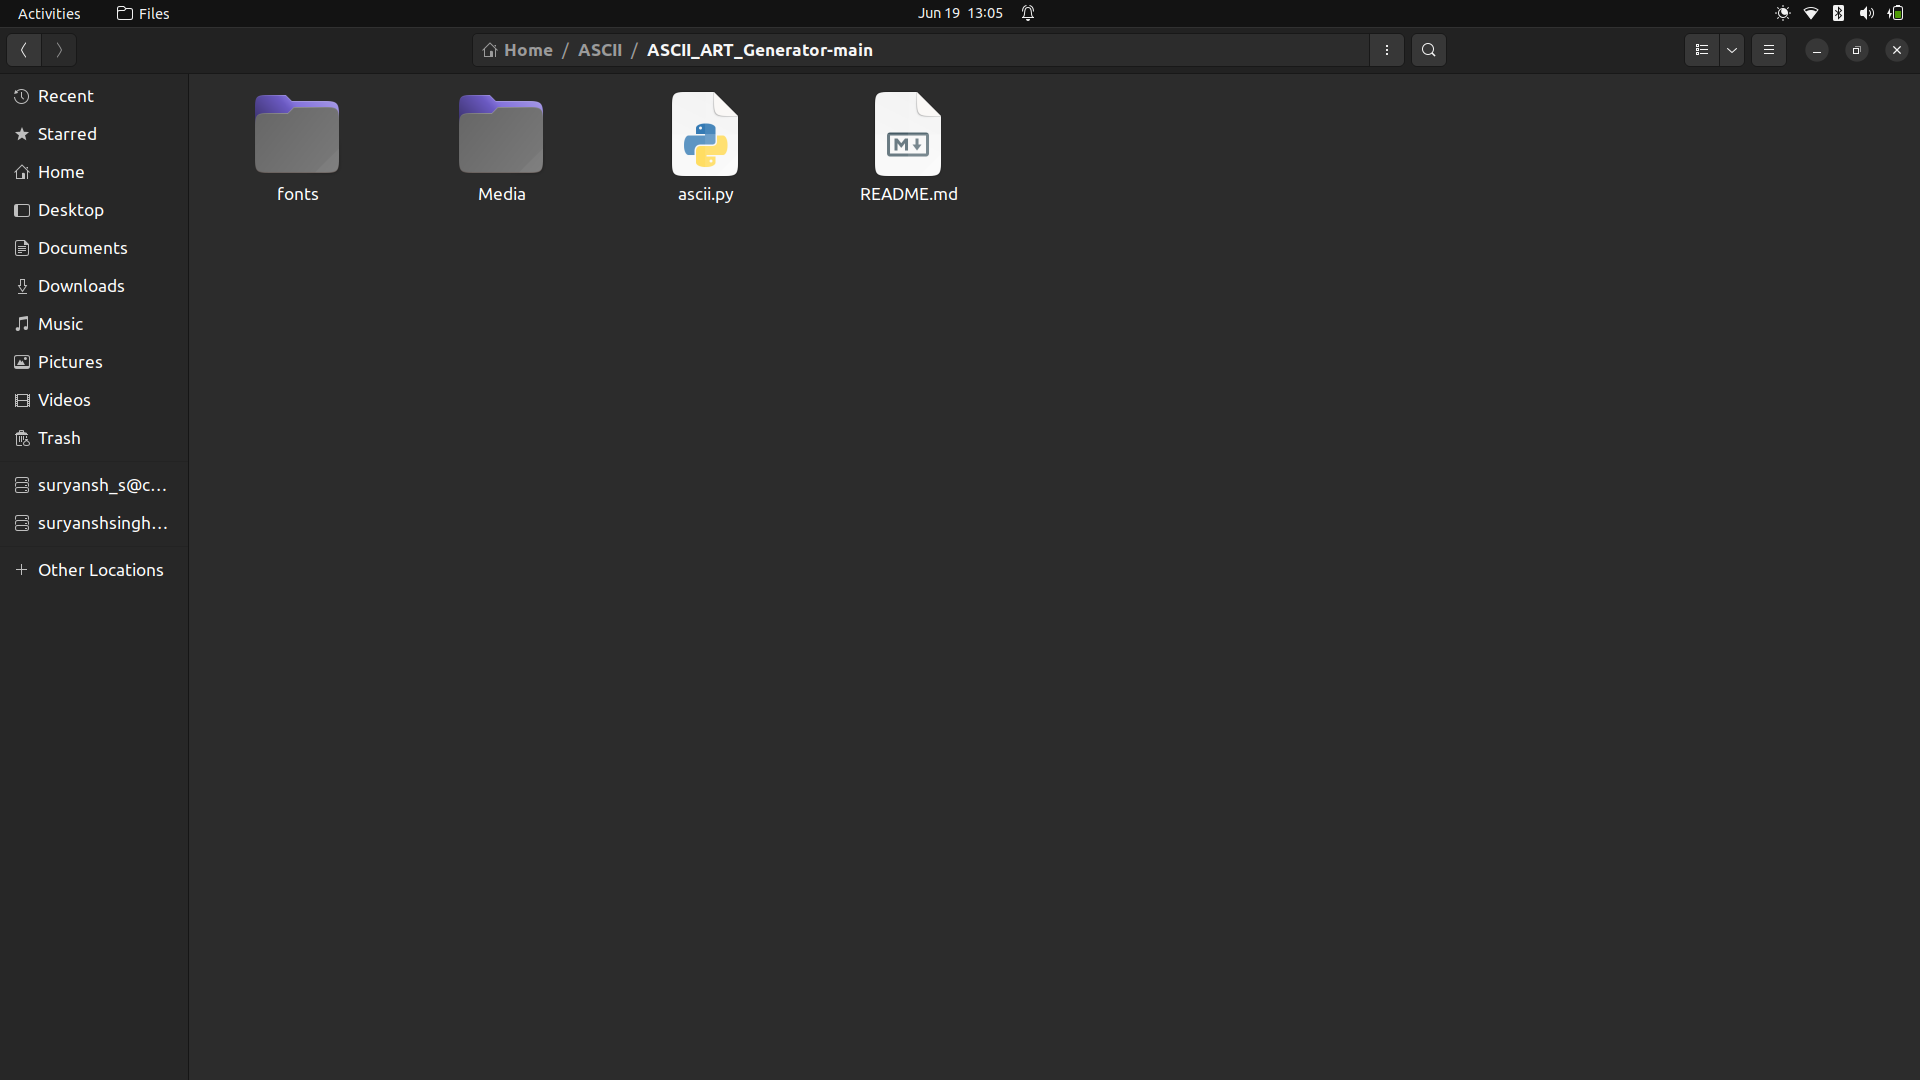 Activities
Files
Jun 19 13:05
Home / ASCII / ASCII_ART_Generator-main
Recent
Starred
Home
Desktop
Documents
Downloads
Music
Pictures
Videos
Trash
suryansh_s@c...
suryanshsingh...
Other Locations
fonts
Media
ascii.py
M
README.md